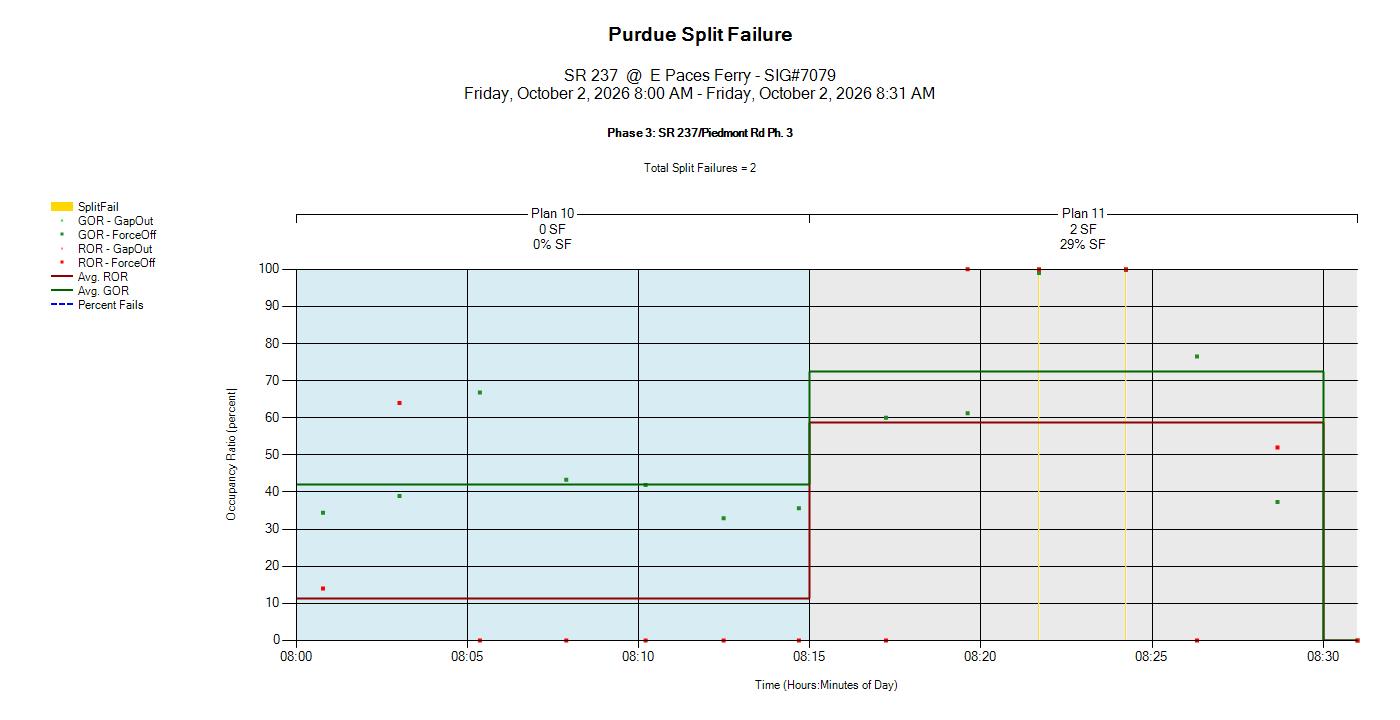 Purdue Split Failure
SR 237 @ E Paces Ferry - SIG#7079
Friday, October 2, 2026 8:00 AM - Friday, October 2, 2026 8:31 AM
Phase 3: SR 237/Piedmont Rd Ph. 3
Total Split Failures = 2
SplitFail
GOR - GapOut
GOR - ForceOff
ROR - GapOut
ROR - ForceOff
Avg. ROR
Avg. GOR
Percent Fails
Plan 10
0 SF
0% SF
Plan 11
2 SF
29% SF
Occupancy Ratio (percent)
100
90
80
70
60
50
40
30
20
10
0
08:00
08:05
08:10
08:15
08:20
08:25
08:30
Time (Hours:Minutes of Day)